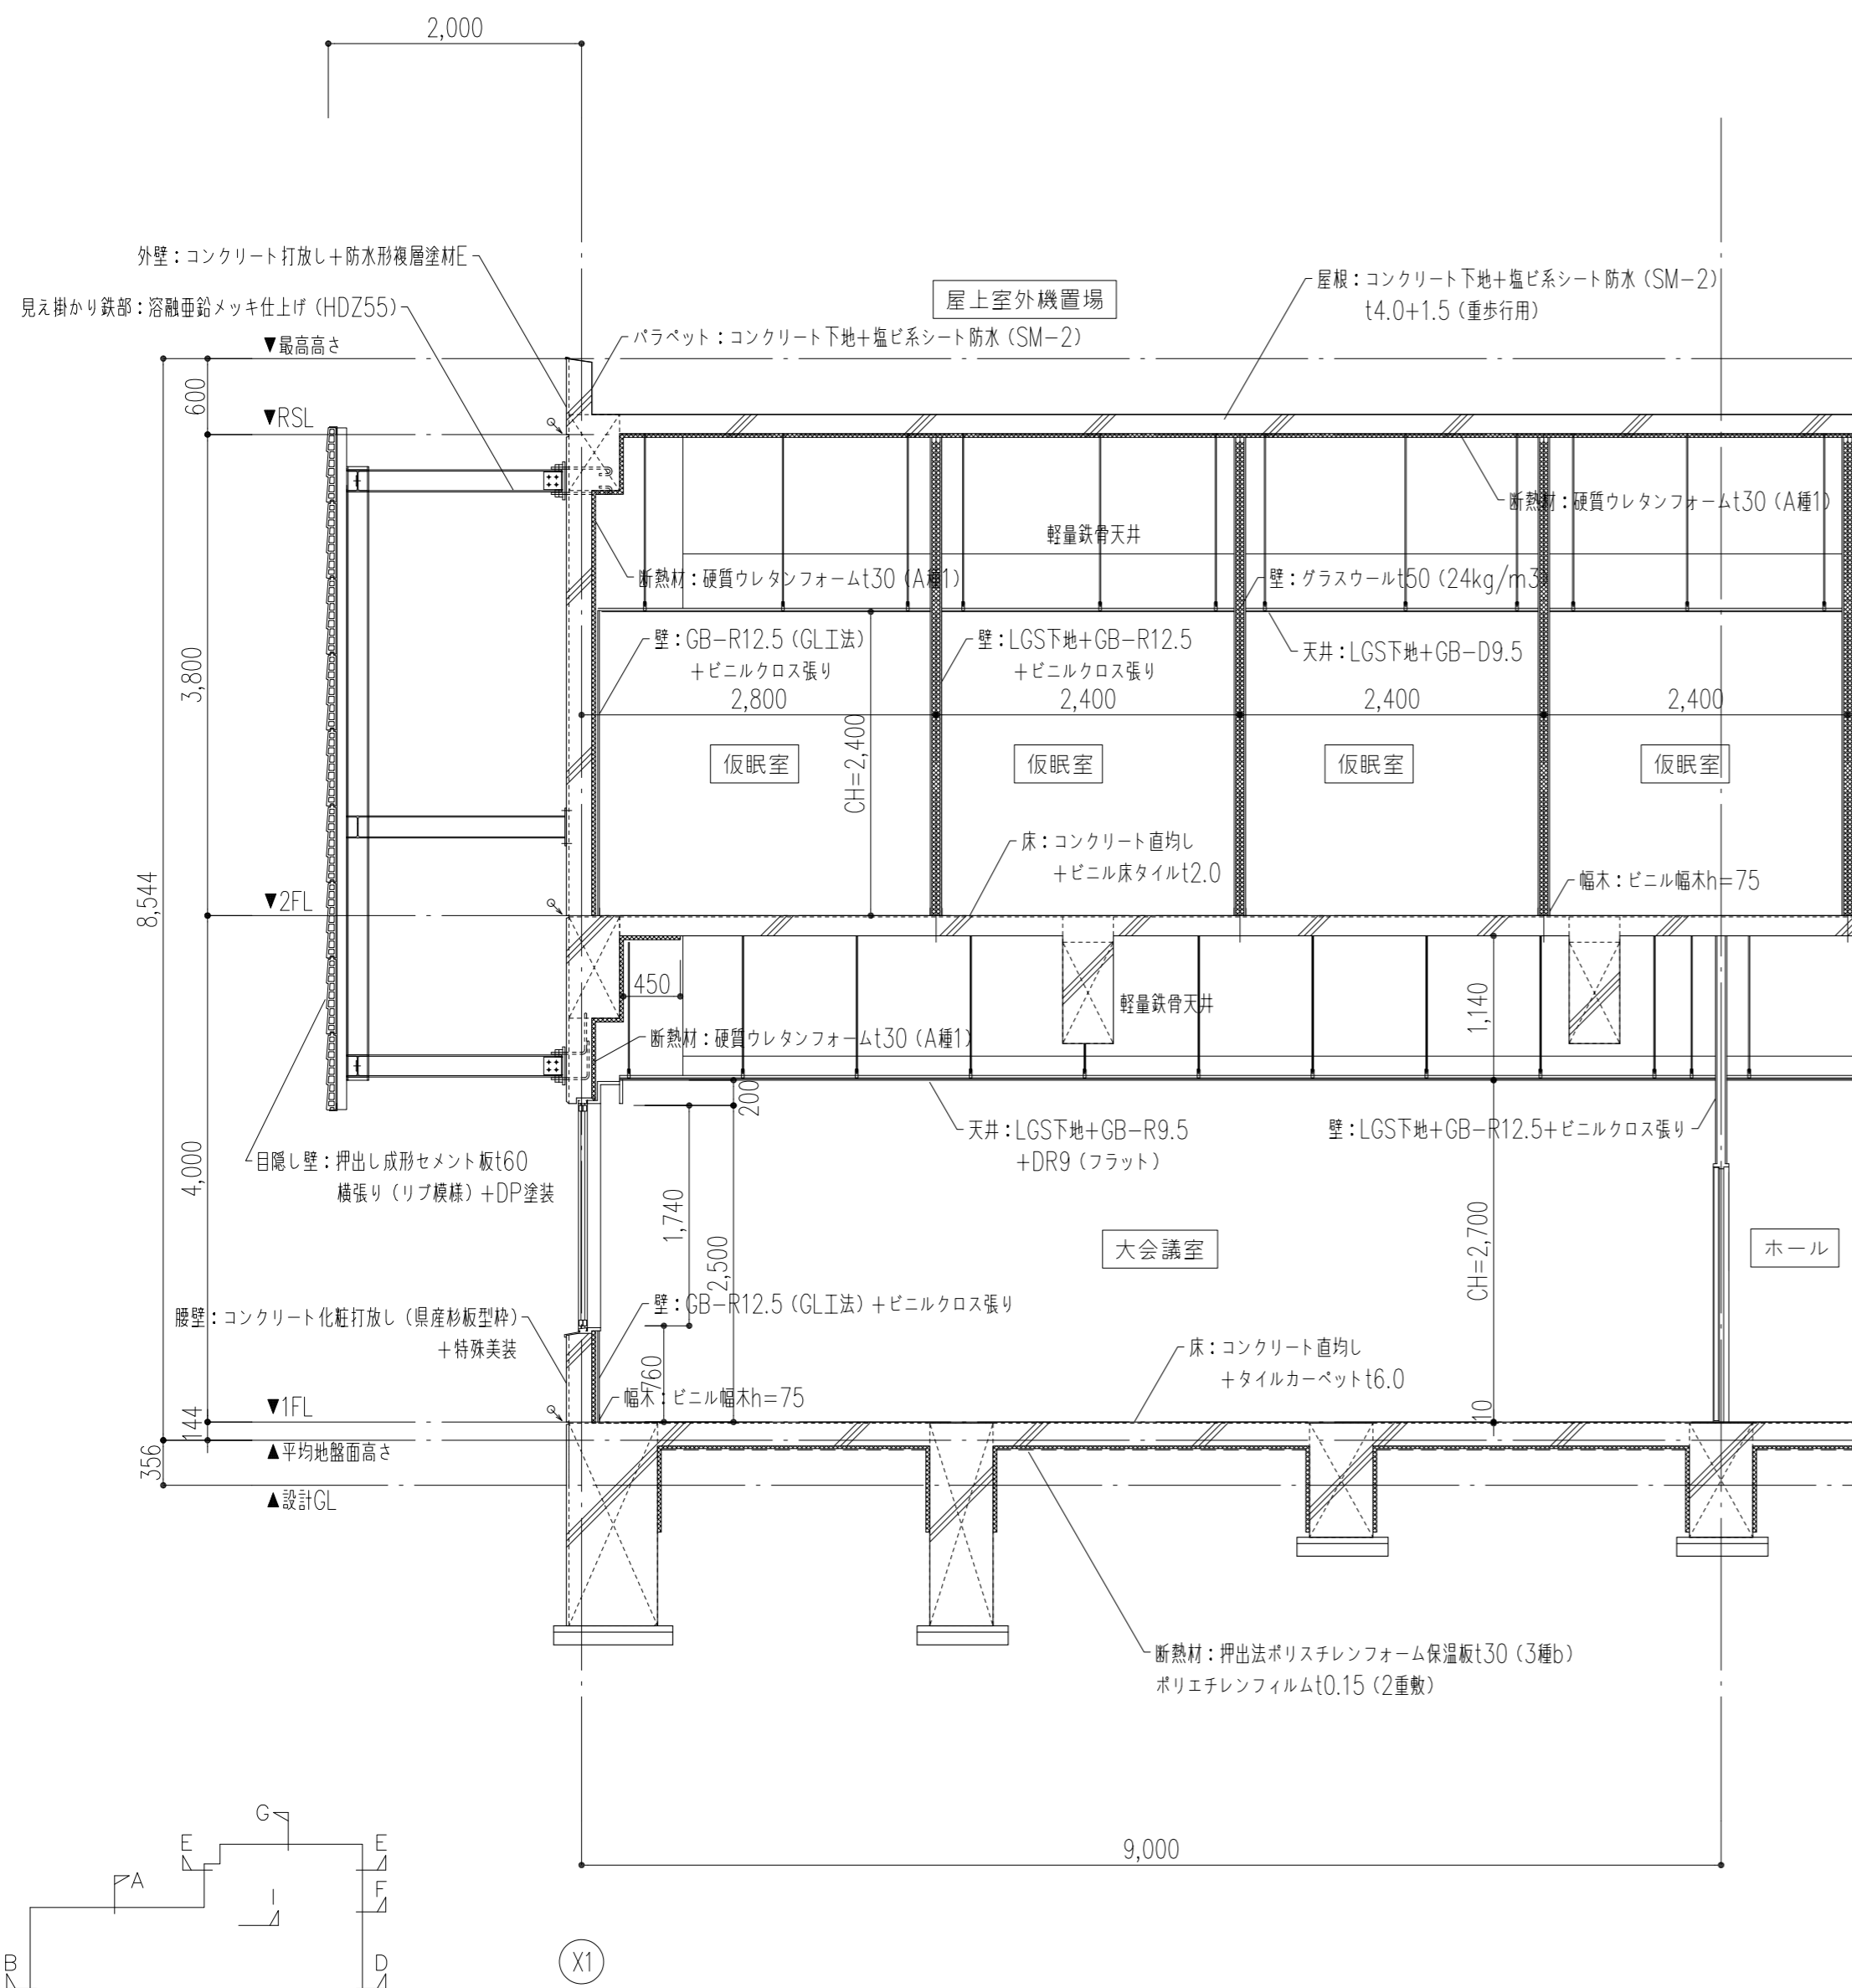 2,000
外壁：コンクリート打放し＋防水形複層塗材E
見え掛かり鉄部：溶融亜鉛メッキ仕上げ（HDZ55）
屋上室外機置場
屋根：コンクリート下地＋塩ビ系シート防水（SM−2）
t4.0+1.5（重歩行用）
パラペット：コンクリート下地＋塩ビ系シート防水（SM−2）
▼最高高さ
600
▼RSL
断熱材：硬質ウレタンフォームt30（A種1）
軽量鉄骨天井
断熱材：硬質ウレタンフォームt30（A種1）
壁：グラスウールt50（24kg/m3）
壁：GB−R12.5（GL工法）
＋ビニルクロス張り
壁：LGS下地+GB−R12.5
＋ビニルクロス張り
天井：LGS下地+GB−D9.5
3,800
2,800
2,400
2,400
2,400
CH=2,400
仮眠室
仮眠室
仮眠室
仮眠室
床：コンクリート直均し
＋ビニル床タイルt2.0
幅木：ビニル幅木h=75
8,544
▼2FL
450
軽量鉄骨天井
1,140
断熱材：硬質ウレタンフォームt30（A種1）
200
天井：LGS下地+GB−R9.5
+DR9（フラット）
壁：LGS下地+GB−R12.5+ビニルクロス張り
目隠し壁：押出し成形セメント板t60
横張り（リブ模様）＋DP塗装
4,000
1,740
2,500
大会議室
CH=2,700
ホール
壁：GB−R12.5（GL工法）＋ビニルクロス張り
腰壁：コンクリート化粧打放し（県産杉板型枠）
＋特殊美装
760
床：コンクリート直均し
＋タイルカーペットt6.0
幅木：ビニル幅木h=75
10
▼1FL
144
▲平均地盤面高さ
356
▲設計GL
断熱材：押出法ポリスチレンフォーム保温板t30（3種b）
ポリエチレンフィルムt0.15（2重敷）
9,000
G
E
E
A
F
I
B
D
X1